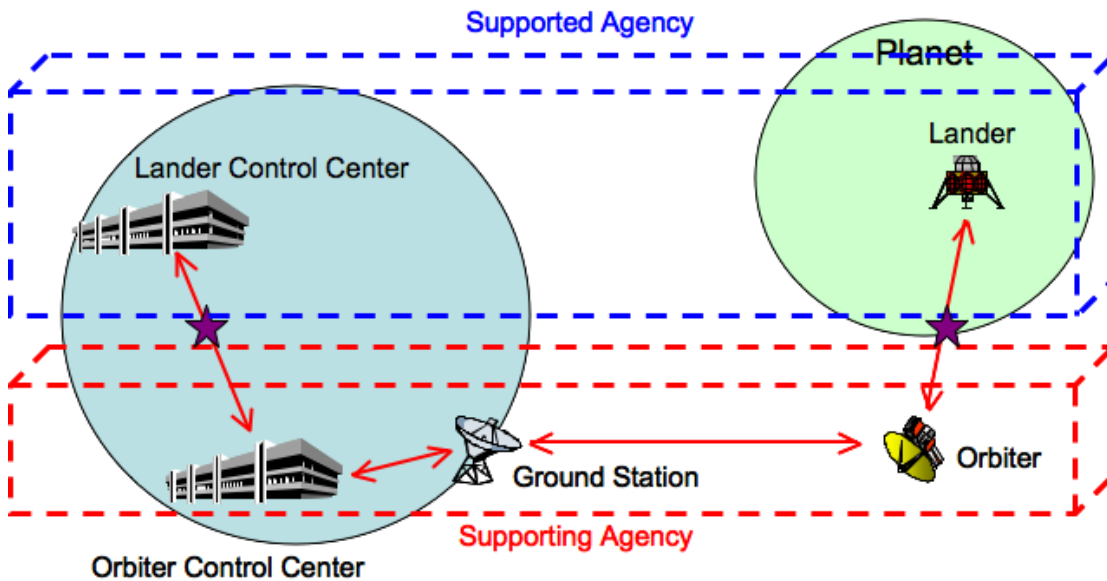 Supported Agency
Planet
Lander
Lander Control Center
Ground Station
Orbiter
Supporting Agency
Orbiter Control Center